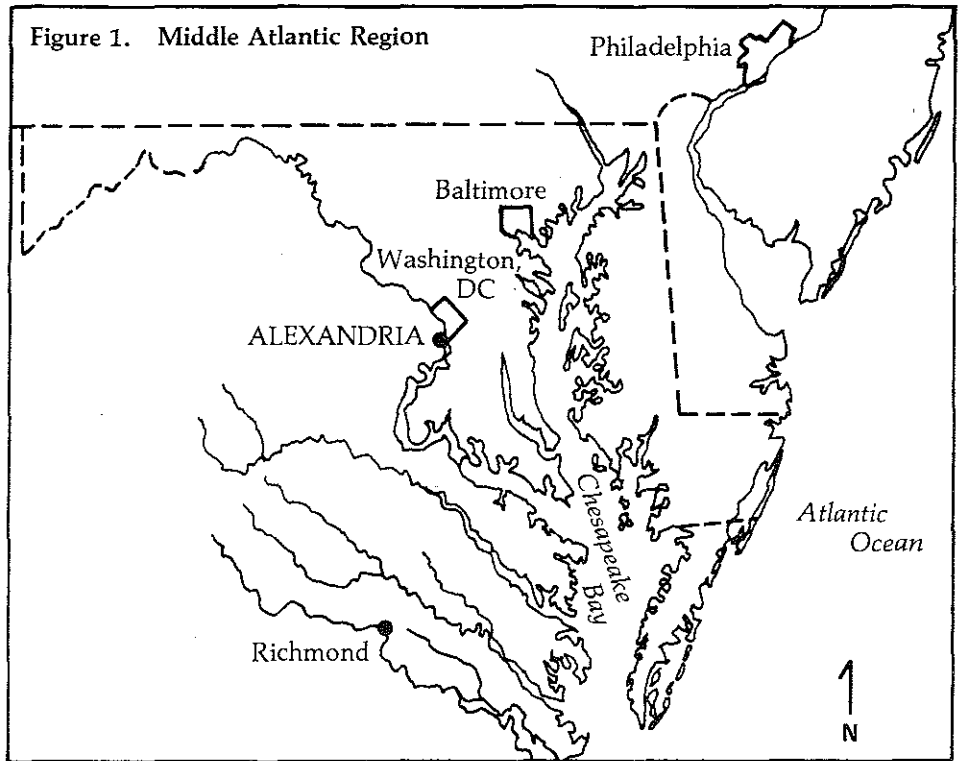 Figure 1. Middle Atlantic Region
Philadelphia
Baltimore
Washington,
DC
ALEXANDRIA
Chesapeake
Bay
Atlantic
Ocean
Richmond
N